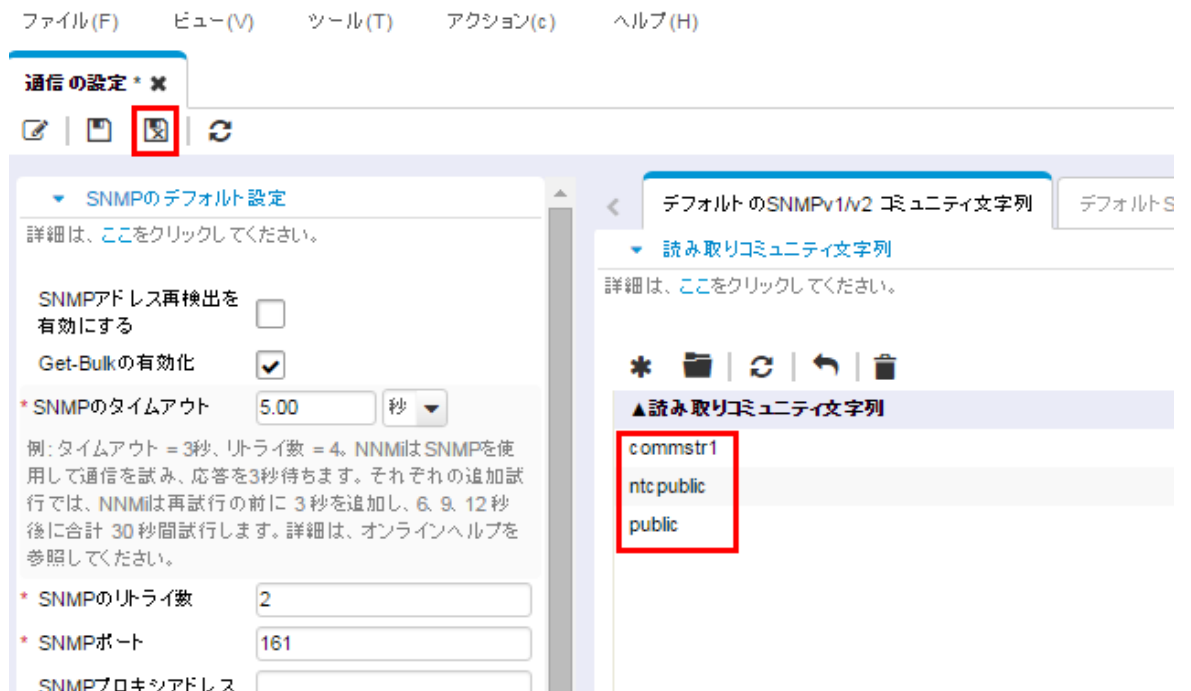 ファイル(F) ビュー(V) ツール(T) アクション(c) ヘルプ(H)
通信の設定 *
SNMPのデフォルト設定
詳細は、ここをクリックしてください。
SNMPアドレス再検出を
有効にする
Get-Bulkの有効化
* SNMPのタイムアウト 5.00 秒
例: タイムアウト = 3秒、リトライ数 = 4。NNMiはSNMPを使
用して通信を試み、応答を3秒待ちます。それぞれの追加試
行では、NNMiは再試行の前に 3 秒を追加し、6、9、12 秒
後に合計 30 秒間試行します。詳細は、オンラインヘルプを
参照してください。
* SNMPのリトライ数 2
* SNMPポート 161
SNMPプロキシアドレス
デフォルトのSNMPv1/v2 コミュニティ文字列 デフォルトS
読み取りコミュニティ文字列
詳細は、ここをクリックしてください。
▲読み取りコミュニティ文字列
commstr1
ntcpublic
public